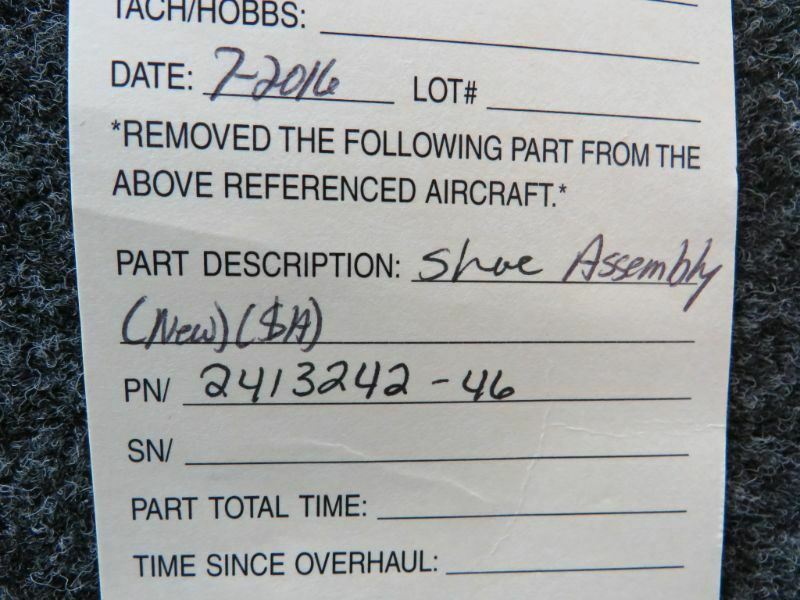 TACH/HOBBS:
DATE: 7-2016 LOT#
*REMOVED THE FOLLOWING PART FROM THE
ABOVE REFERENCED AIRCRAFT.*
PART DESCRIPTION: Shoe Assembly
(New) ($A)
PN/ 2413242-46
SN/
PART TOTAL TIME:
TIME SINCE OVERHAUL: